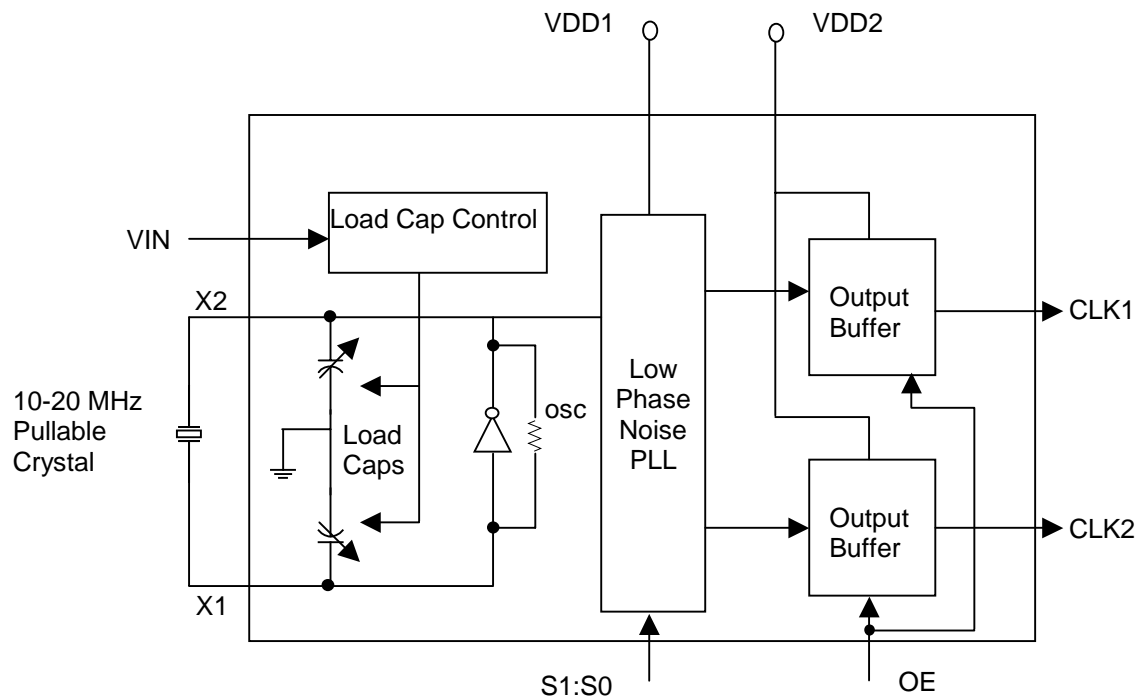 VDD1
VDD2
Load Cap Control
VIN
X2
Output
Buffer
CLK1
10-20 MHz
Pullable
Crystal
Load
Caps
osc
Low
Phase
Noise
PLL
Output
Buffer
CLK2
X1
S1:S0
OE